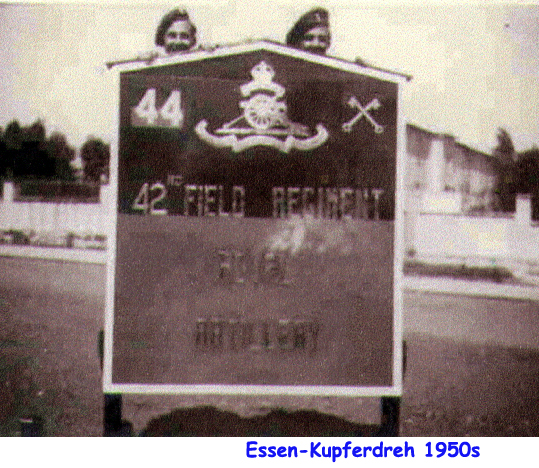 44
42ND FIELD REGIMENT
ROYAL
ARTILLERY
Essen-Kupferdreh 1950s